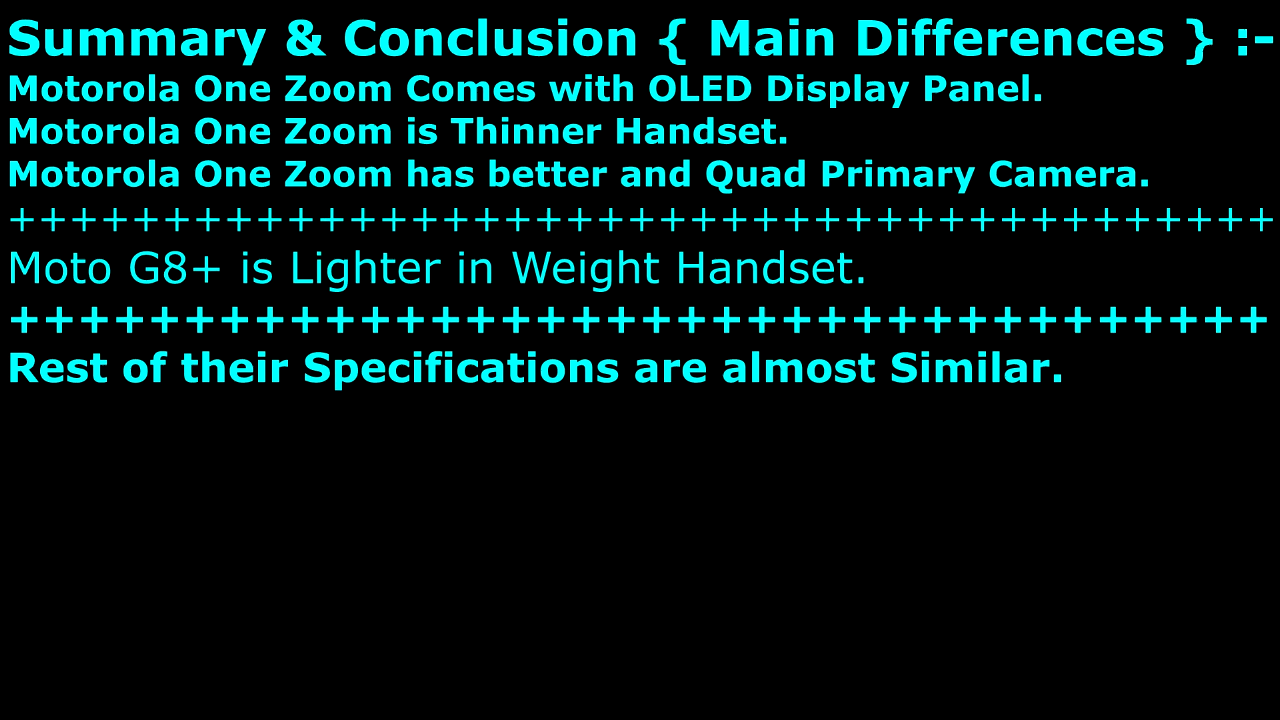 Summary & Conclusion { Main Differences } :-
Motorola One Zoom Comes with OLED Display Panel.
Motorola One Zoom is Thinner Handset.
Motorola One Zoom has better and Quad Primary Camera.
+++++++++++++++++++++++++++++++++++++++++
Moto G8+ is Lighter in Weight Handset.
++++++++++++++++++++++++++++++++++++
Rest of their Specifications are almost Similar.